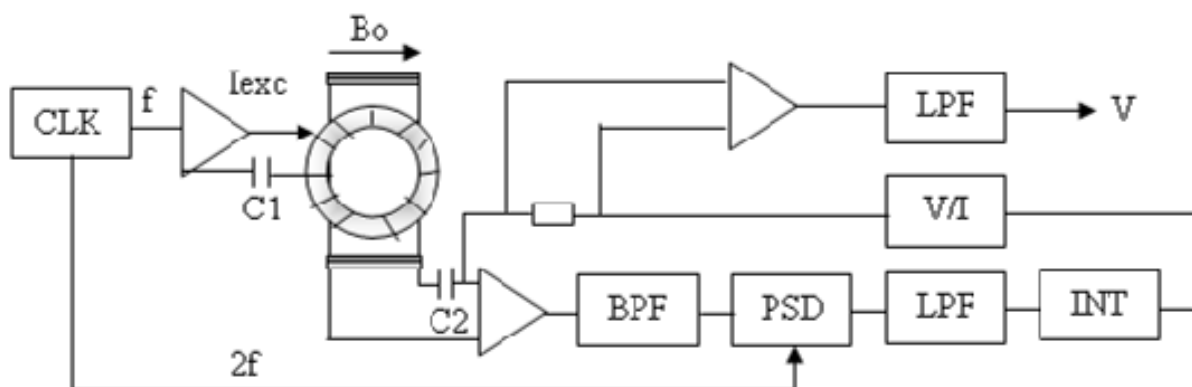 Bo
Iexc
f
CLK
LPF
V
C1
V/I
C2
BPF
PSD
LPF
INT
2f